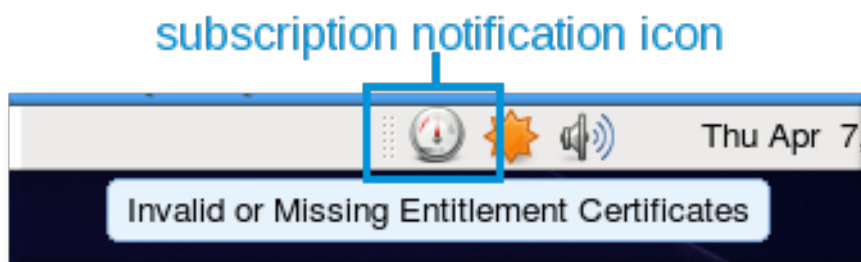 subscription notification icon
Thu Apr 7,
Invalid or Missing Entitlement Certificates